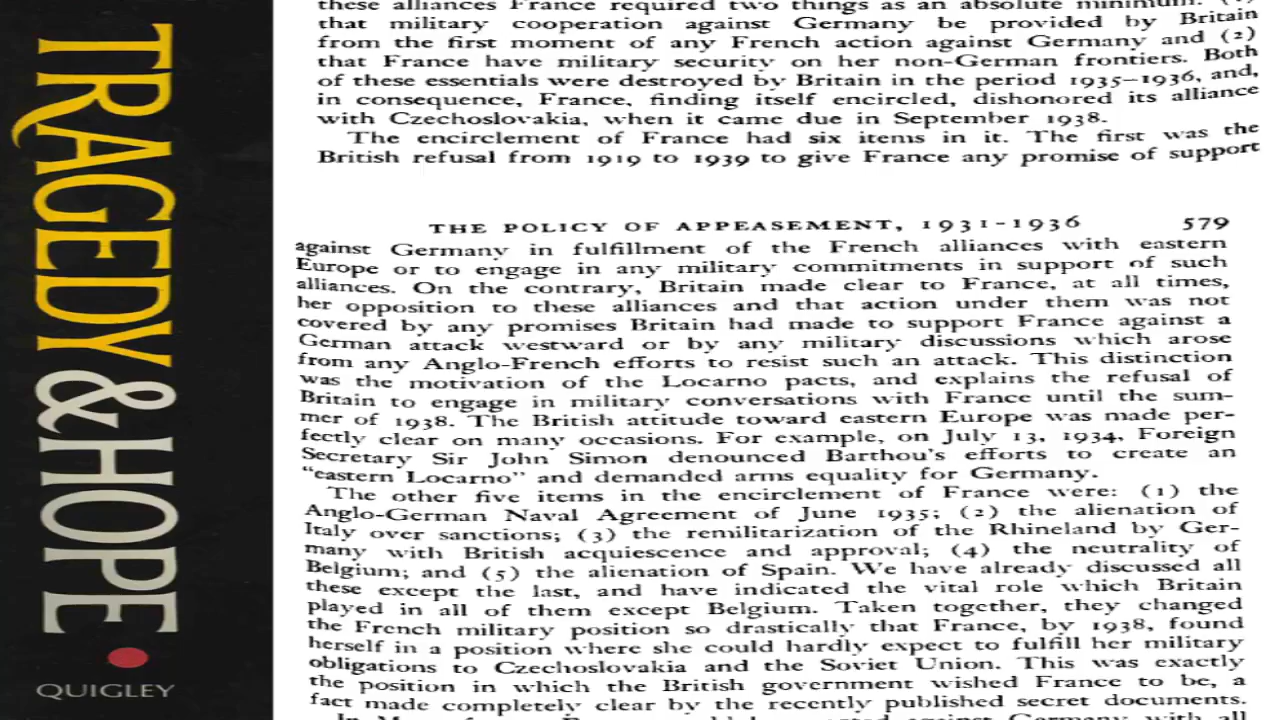 TRAGEDY & HOPE
QUIGLEY
these alliances France required two things as an absolute minimum:
that military cooperation against Germany be provided by Britain
from the first moment of any French action against Germany and (2)
that France have military security on her non-German frontiers. Both
of these essentials were destroyed by Britain in the period 1935–1936, and,
in consequence, France, finding itself encircled, dishonored its alliance
with Czechoslovakia, when it came due in September 1938.
The encirclement of France had six items in it. The first was the
British refusal from 1919 to 1939 to give France any promise of support
THE POLICY OF APPEASEMENT, 1931-1936 579
against Germany in fulfillment of the French alliances with eastern
Europe or to engage in any military commitments in support of such
alliances. On the contrary, Britain made clear to France, at all times,
her opposition to these alliances and that action under them was not
covered by any promises Britain had made to support France against a
German attack westward or by any military discussions which arose
from any Anglo-French efforts to resist such an attack. This distinction
was the motivation of the Locarno pacts, and explains the refusal of
Britain to engage in military conversations with France until the sum-
mer of 1938. The British attitude toward eastern Europe was made per-
fectly clear on many occasions. For example, on July 13, 1934, Foreign
Secretary Sir John Simon denounced Barthou's efforts to create an
“eastern Locarno” and demanded arms equality for Germany.
The other five items in the encirclement of France were: (1) the
Anglo-German Naval Agreement of June 1935; (2) the alienation of
Italy over sanctions; (3) the remilitarization of the Rhineland by Ger-
many with British acquiescence and approval; (4) the neutrality of
Belgium; and (5) the alienation of Spain. We have already discussed all
these except the last, and have indicated the vital role which Britain
played in all of them except Belgium. Taken together, they changed
the French military position so drastically that France, by 1938, found
herself in a position where she could hardly expect to fulfill her military
obligations to Czechoslovakia and the Soviet Union. This was exactly
the position in which the British government wished France to be, a
fact made completely clear by the recently published secret documents.